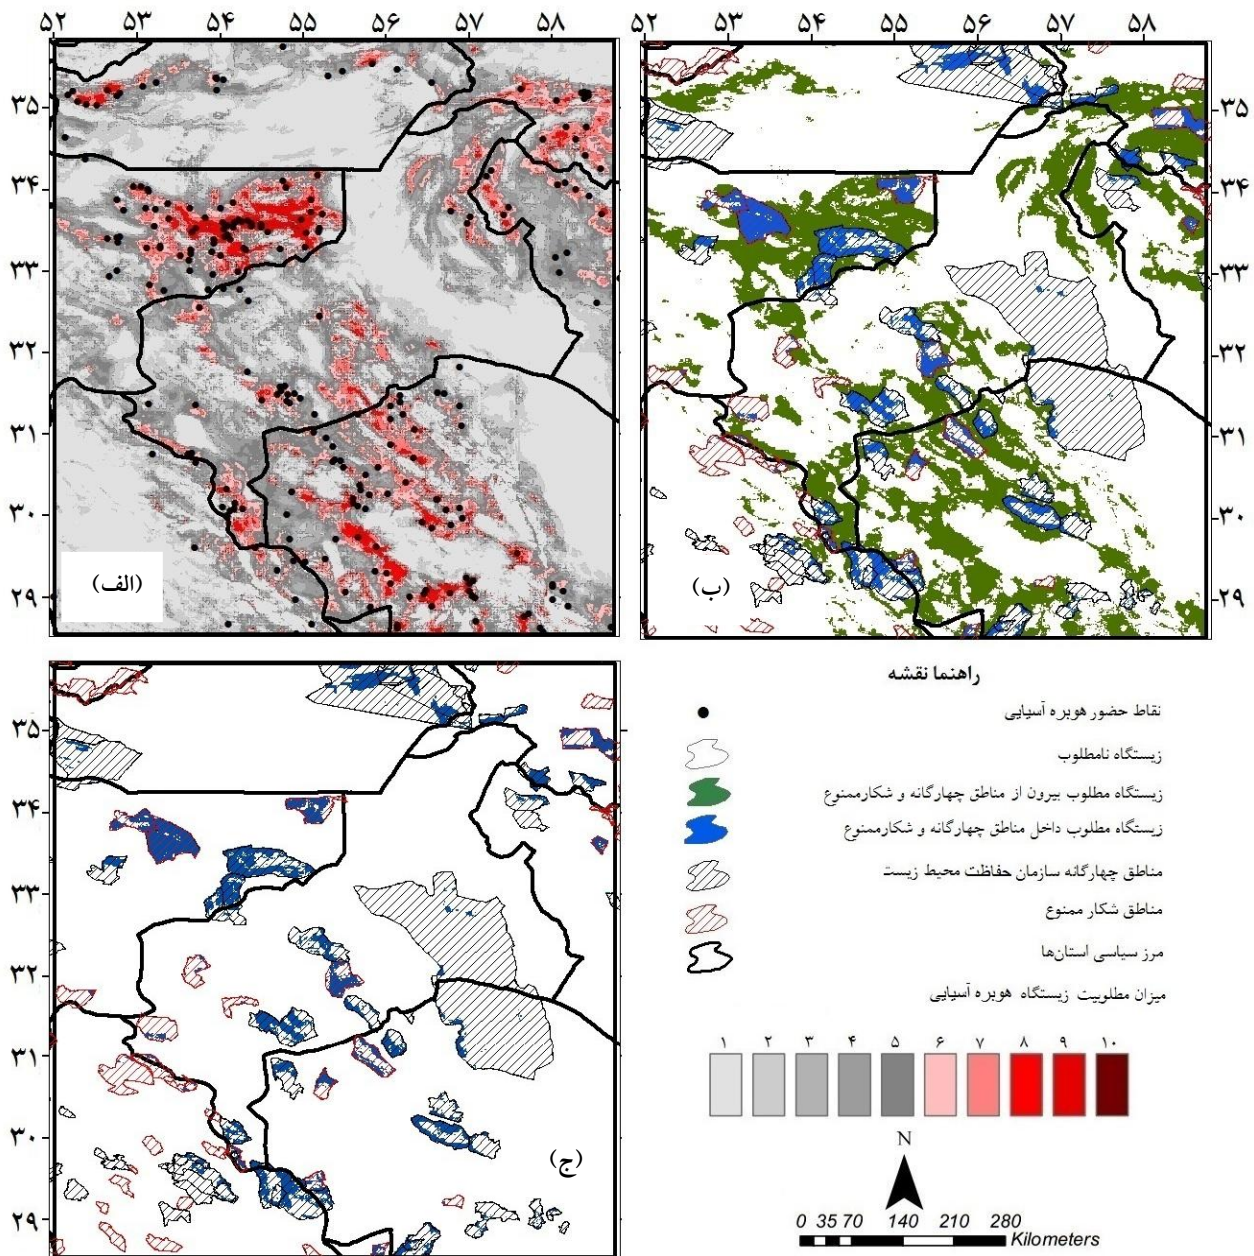 ۵۲ ۵۳ ۵۴ ۵۵ ۵۶ ۵۷ ۵۸
۳۵
۳۴
۳۳
۳۲
۳۱
۳۰
۲۹
(الف)
۵۲ ۵۳ ۵۴ ۵۵ ۵۶ ۵۷ ۵۸
۳۵
۳۴
۳۳
۳۲
۳۱
۳۰
۲۹
(ب)
۳۵
۳۴
۳۳
۳۲
۳۱
۳۰
۲۹
(ج)
راهنما نقشه
نقاط حضور هوبره آسیایی
زیستگاه نامطلوب
زیستگاه مطلوب بیرون از مناطق چهارگانه و شکارممنوع
زیستگاه مطلوب داخل مناطق چهارگانه و شکارممنوع
مناطق چهارگانه سازمان حفاظت محیط زیست
مناطق شکار ممنوع
مرز سیاسی استان‌ها
میزان مطلوبیت زیستگاه هوبره آسیایی
۱ ۲ ۳ ۴ ۵ ۶ ۷ ۸ ۹ ۱۰
N
0 35 70 140 210 280
Kilometers